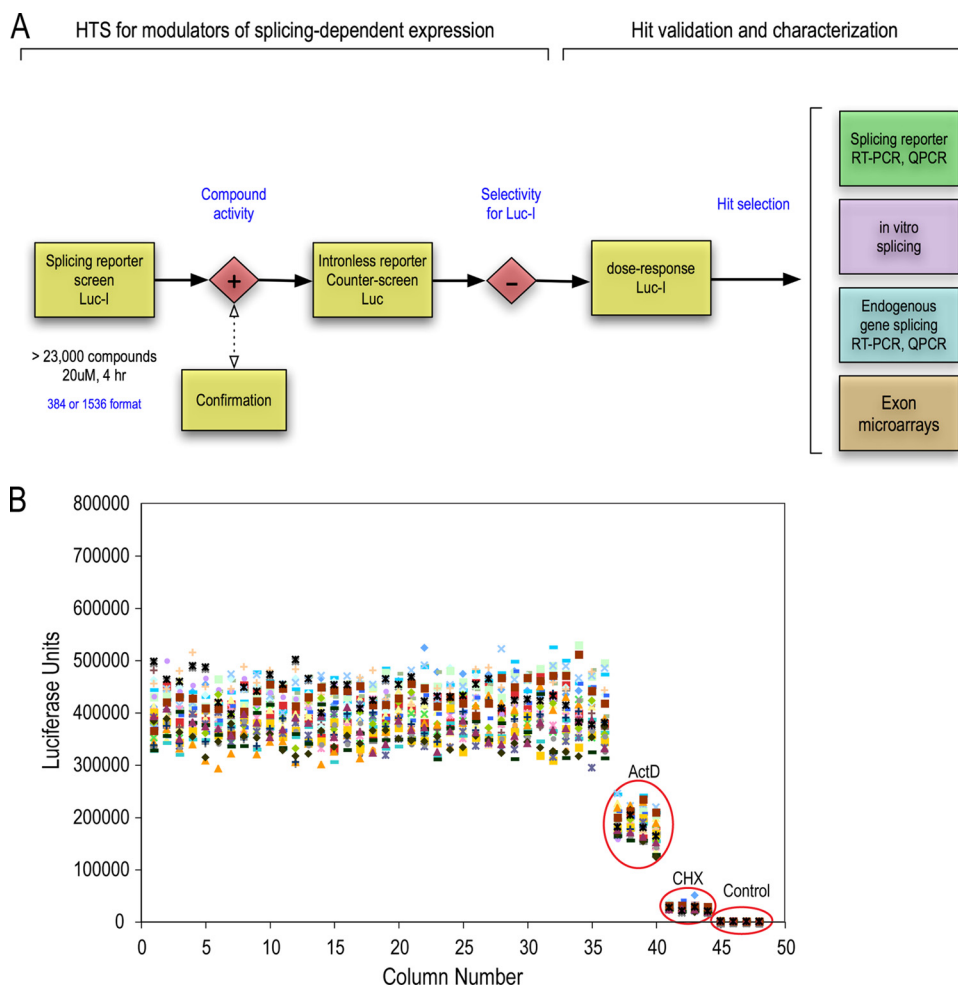 A
HTS for modulators of splicing-dependent expression
Hit validation and characterization
Compound
activity
Selectivity
for Luc-I
Hit selection
Splicing reporter
screen
Luc-I
+
Intronless reporter
Counter-screen
Luc
-
dose-response
Luc-I
> 23,000 compounds
20uM, 4 hr
384 or 1536 format
Confirmation
Splicing reporter
RT-PCR, QPCR
in vitro
splicing
Endogenous
gene splicing
RT-PCR, QPCR
Exon
microarrays
B
Luciferase Units
800000
700000
600000
500000
400000
300000
200000
100000
0
ActD
CHX
Control
0 5 10 15 20 25 30 35 40 45 50
Column Number